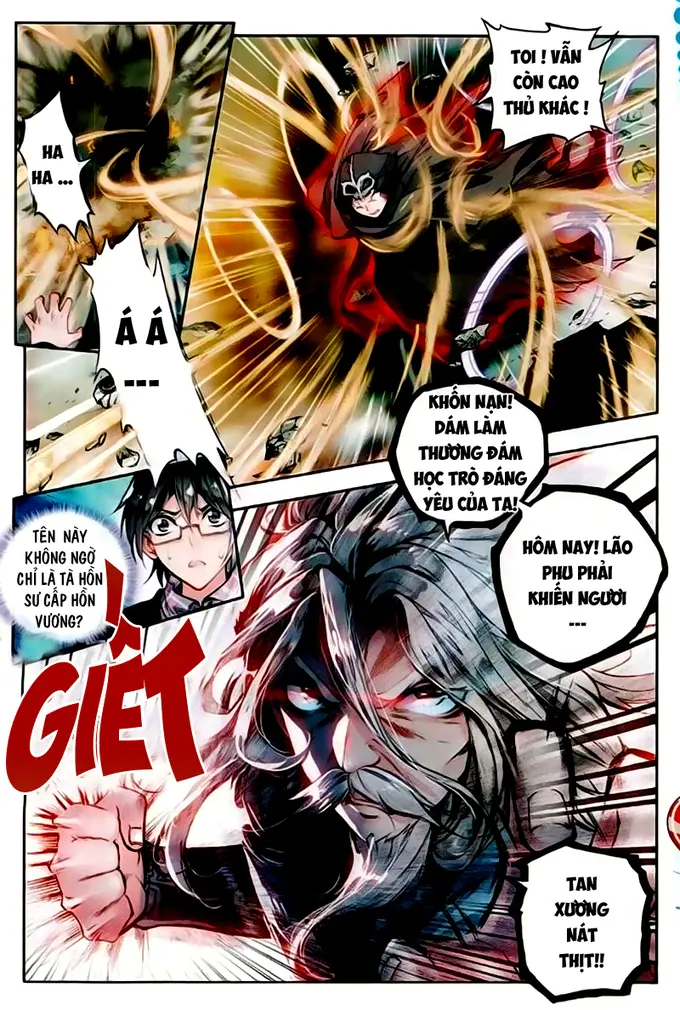 HA
HA ...
TOI ! VẪN
CÒN CAO
THỦ KHÁC !
Á Á
...
KHỐN NẠN!
DÁM LÀM
THƯƠNG ĐÁM
HỌC TRÒ ĐÁNG
YÊU CỦA TA!
TÊN NÀY
KHÔNG NGỜ
CHỈ LÀ TÀ HỒN
SƯ CẤP HỒN
VƯƠNG?
HÔM NAY! LÃO
PHU PHẢI
KHIẾN NGƯƠI
...
GIẾT
TAN
XƯƠNG
NÁT
THỊT!!